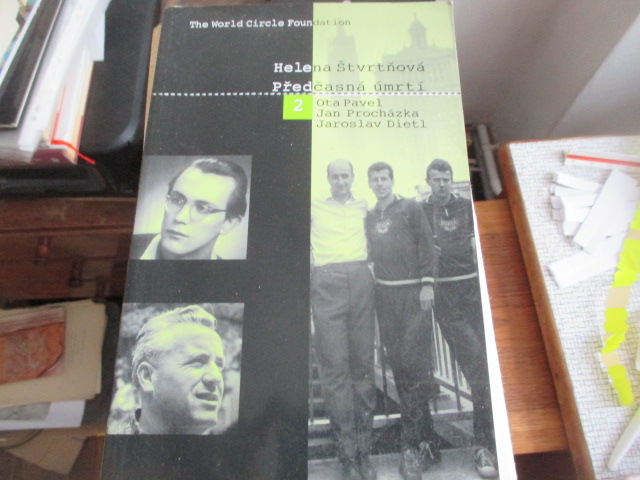 The World Circle Foundation
Helena Štvrtňová
Předčasná úmrtí
2
Ota Pavel
Jan Procházka
Jaroslav Dietl